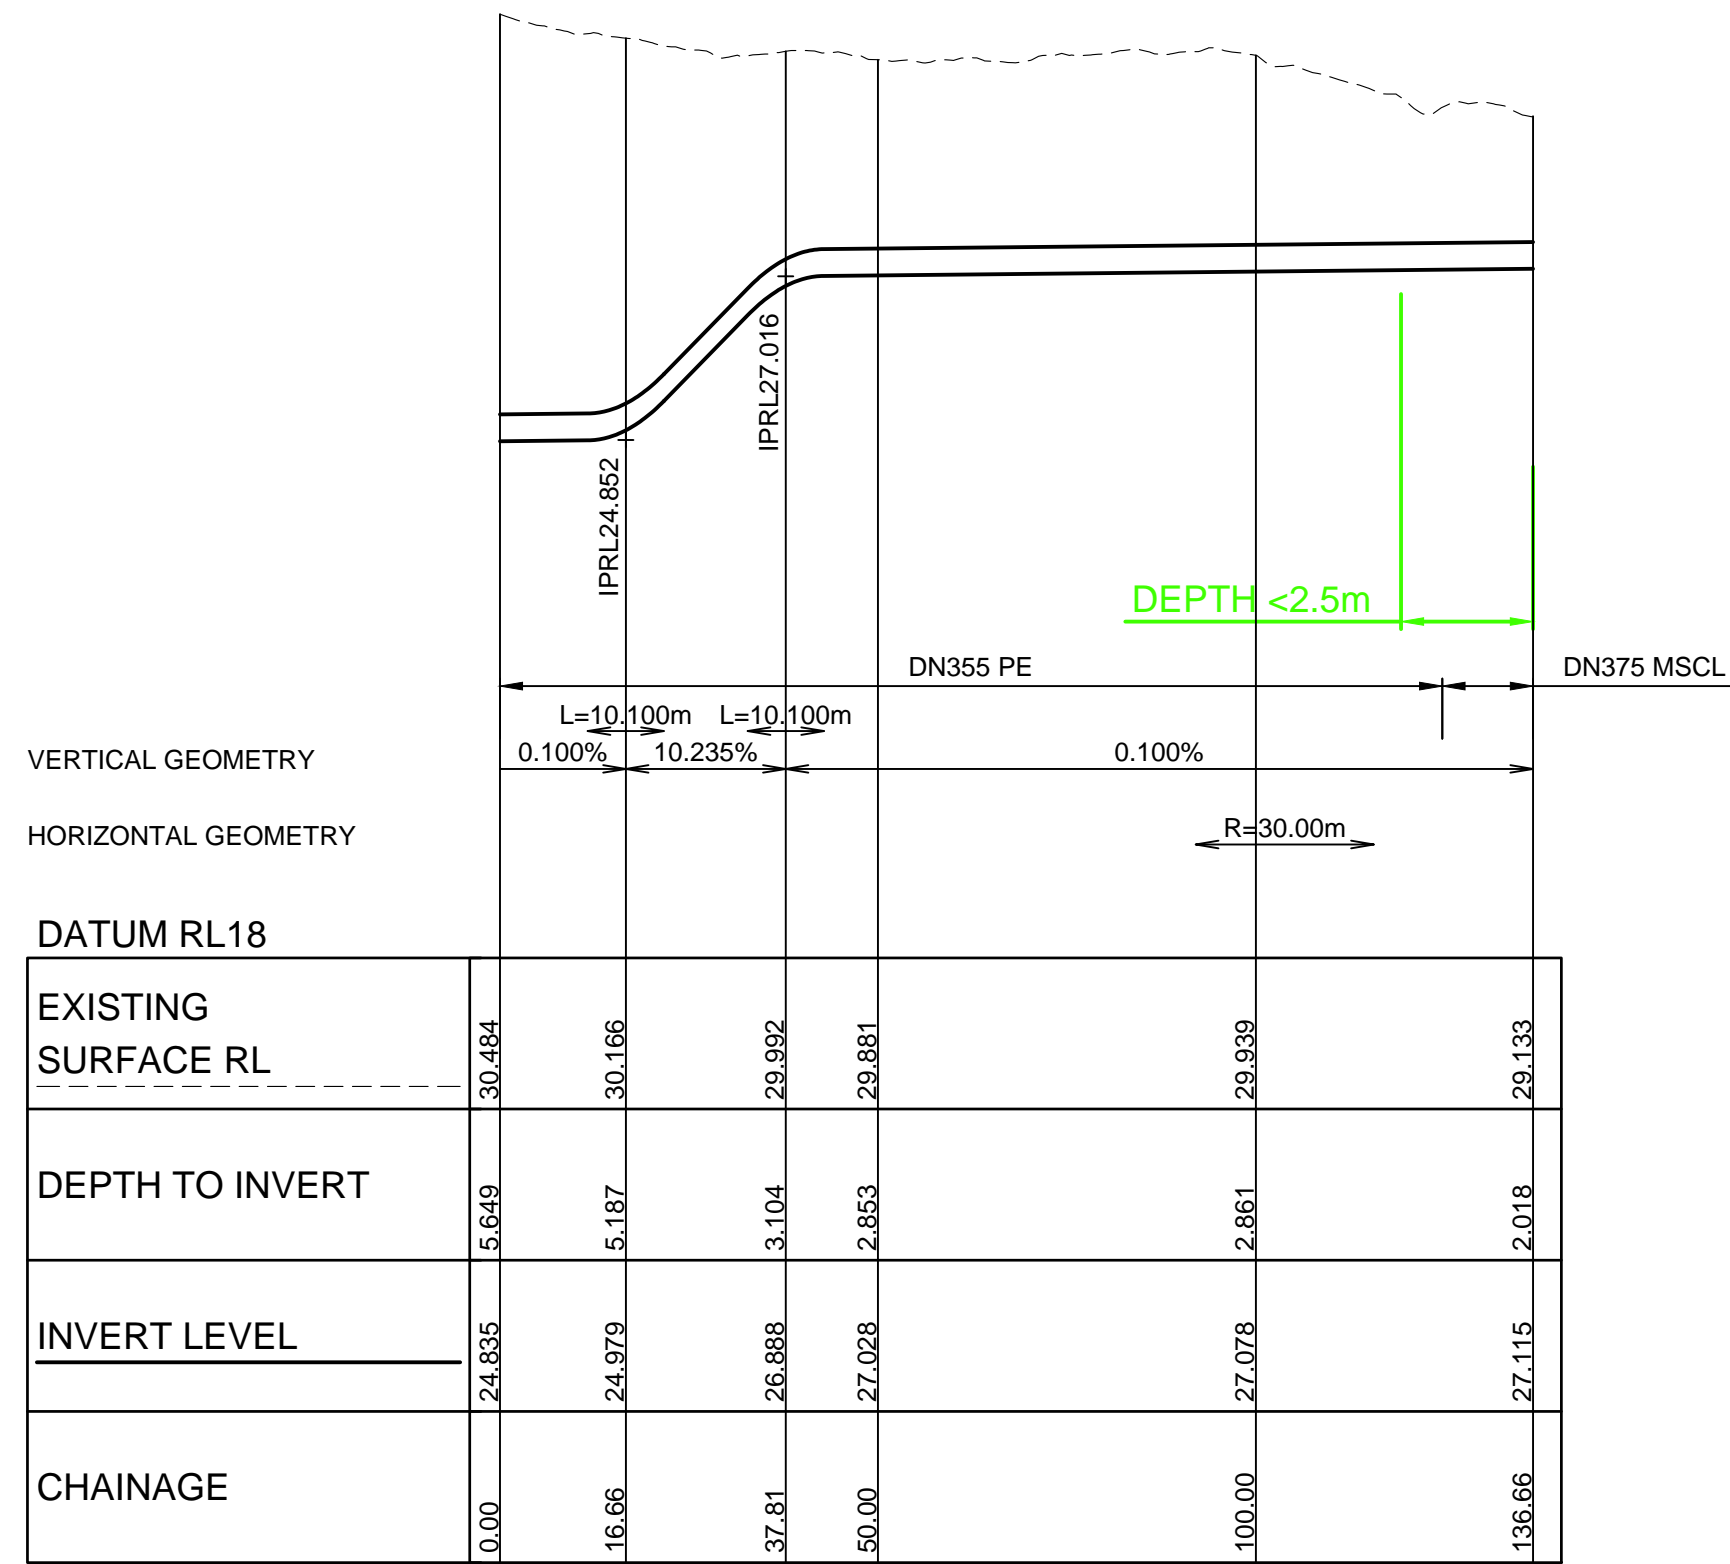 IPRL24.852
IPRL27.016
DEPTH <2.5m
DN355 PE
DN375 MSCL
L=10.100m
L=10.100m
VERTICAL GEOMETRY
0.100%
10.235%
0.100%
HORIZONTAL GEOMETRY
R=30.00m
DATUM RL18
EXISTING
SURFACE RL
30.484
30.166
29.992
29.881
29.939
29.133
DEPTH TO INVERT
5.649
5.187
3.104
2.853
2.861
2.018
INVERT LEVEL
24.835
24.979
26.888
27.028
27.078
27.115
CHAINAGE
0.00
16.66
37.81
50.00
100.00
136.66